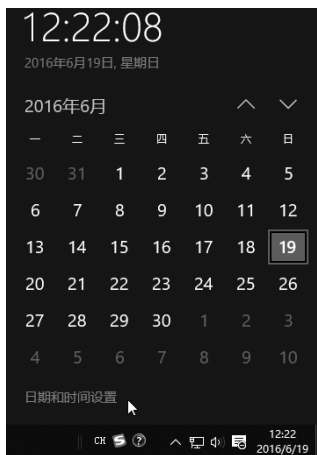 12:22:08
2016年6月19日, 星期日
2016年6月
一 二 三 四 五 六 日
30 31 1 2 3 4 5
6 7 8 9 10 11 12
13 14 15 16 17 18 19
20 21 22 23 24 25 26
27 28 29 30 1 2 3
4 5 6 7 8 9 10
日期和时间设置
CH 12:22
2016/6/19